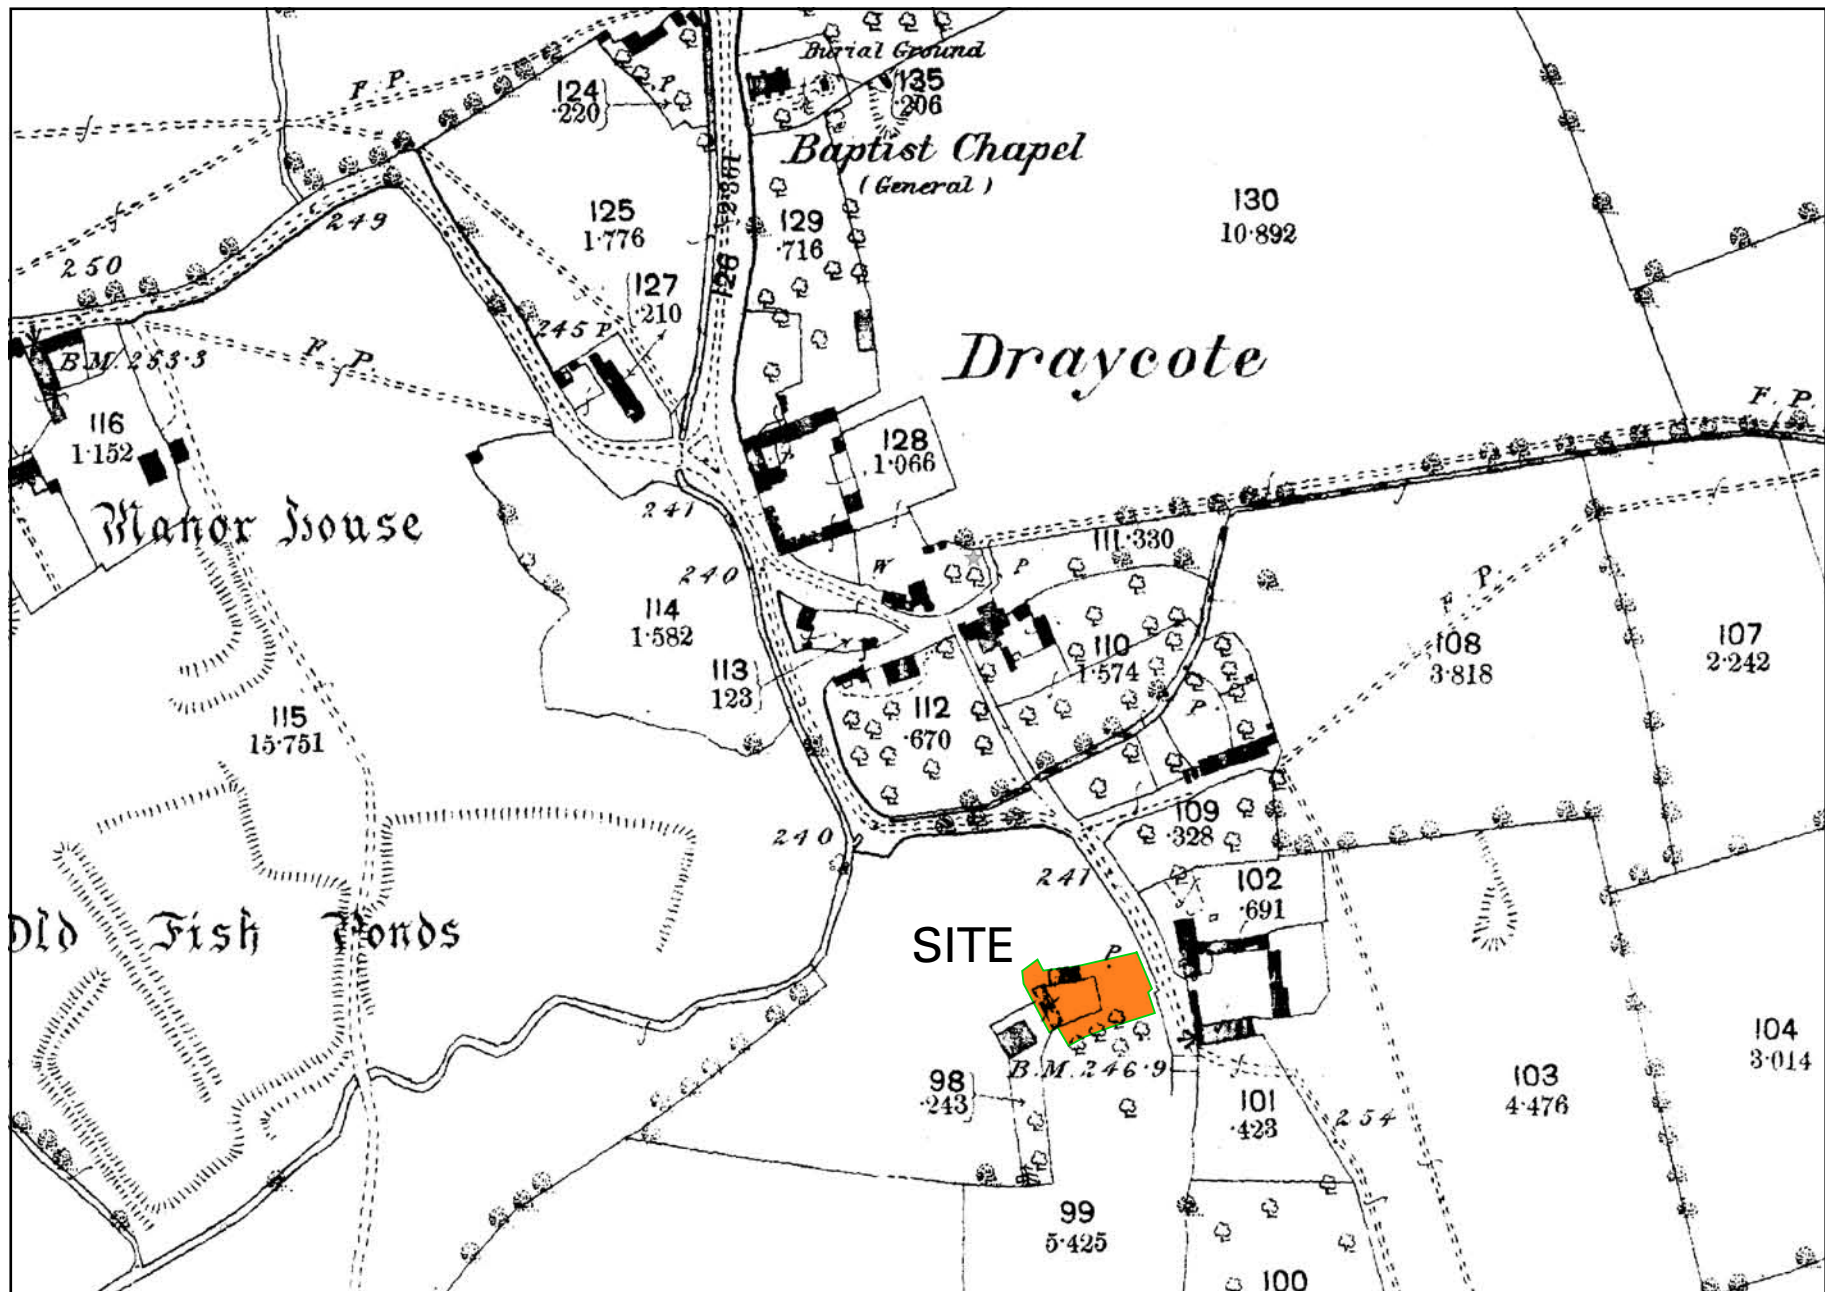 Burial Ground
F. P.
124
·220
P
135
·206
Baptist Chapel
(General)
130
10·892
249
125
1·776
129
·716
126
2·381
250
127
·210
245
P
B.M. 253·3
F. P.
Draycote
116
1·152
128
1·066
P
F. P.
Manor House
241
111·330
240
W
P
F. P.
114
1·582
113
123
110
1·574
108
3·818
107
2·242
115
15·751
112
·670
P.
240
109
·328
241
102
·691
Old Fish Ponds
SITE
P.
B.M. 246·9
98
·243
101
·423
254
103
4·476
104
3·014
99
5·425
100